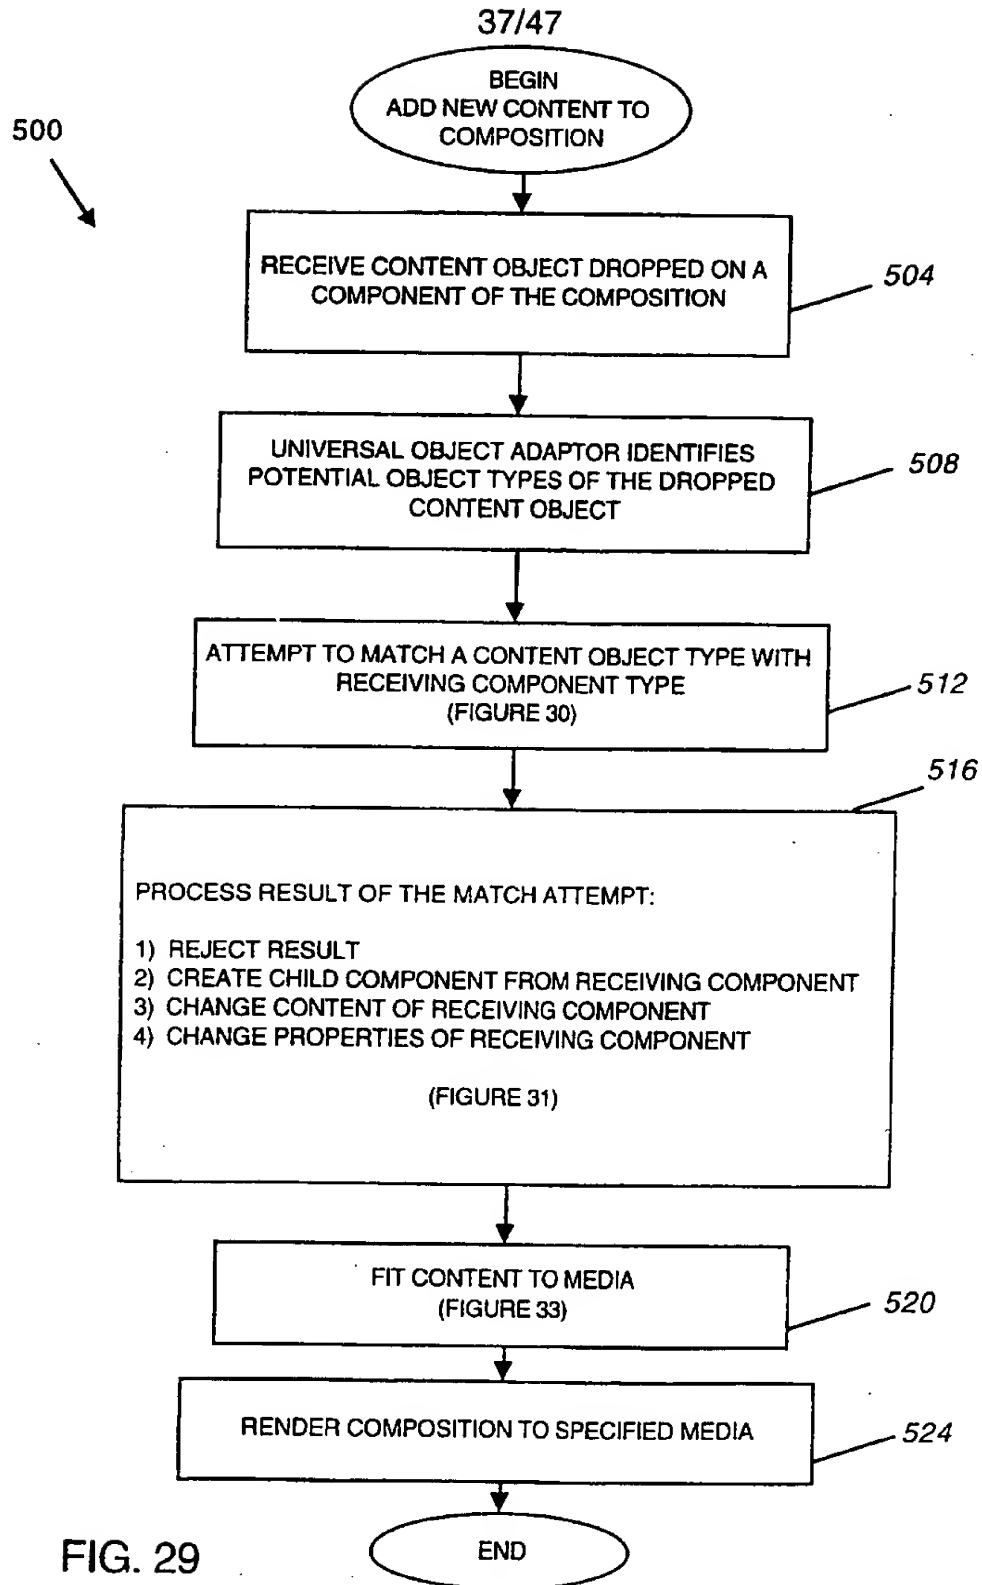 37/47
BEGIN
ADD NEW CONTENT TO
COMPOSITION
500
RECEIVE CONTENT OBJECT DROPPED ON A
COMPONENT OF THE COMPOSITION
504
UNIVERSAL OBJECT ADAPTOR IDENTIFIES
POTENTIAL OBJECT TYPES OF THE DROPPED
CONTENT OBJECT
508
ATTEMPT TO MATCH A CONTENT OBJECT TYPE WITH
RECEIVING COMPONENT TYPE
(FIGURE 30)
512
516
PROCESS RESULT OF THE MATCH ATTEMPT:
1) REJECT RESULT
2) CREATE CHILD COMPONENT FROM RECEIVING COMPONENT
3) CHANGE CONTENT OF RECEIVING COMPONENT
4) CHANGE PROPERTIES OF RECEIVING COMPONENT
(FIGURE 31)
FIT CONTENT TO MEDIA
(FIGURE 33)
520
RENDER COMPOSITION TO SPECIFIED MEDIA
524
END
FIG. 29